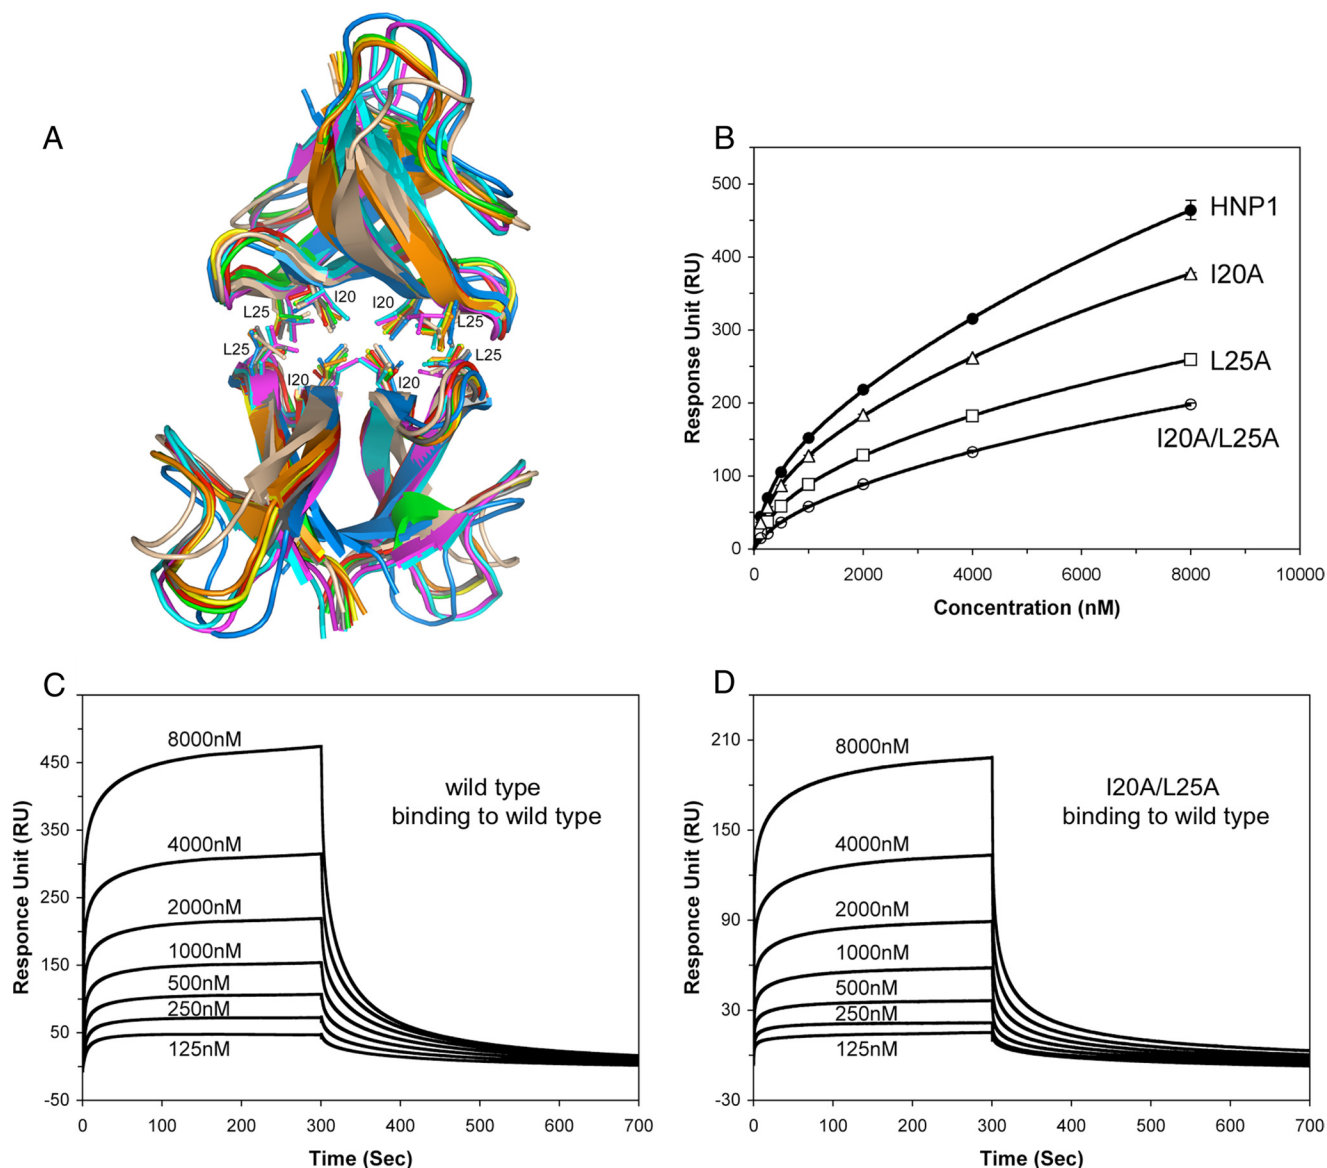 A
I20
I20
L25
L25
L25
L25
I20
I20
B
Response Unit (RU)
500
400
300
200
100
0
0
2000
4000
6000
8000
10000
Concentration (nM)
HNP1
I20A
L25A
I20A/L25A
C
Responce Unit (RU)
450
350
250
150
50
-50
8000nM
4000nM
2000nM
1000nM
500nM
250nM
125nM
wild type
binding to wild type
0
100
200
300
400
500
600
700
Time (Sec)
D
Responce Unit (RU)
210
150
90
30
-30
8000nM
4000nM
2000nM
1000nM
500nM
250nM
125nM
I20A/L25A
binding to wild type
0
100
200
300
400
500
600
700
Time (Sec)